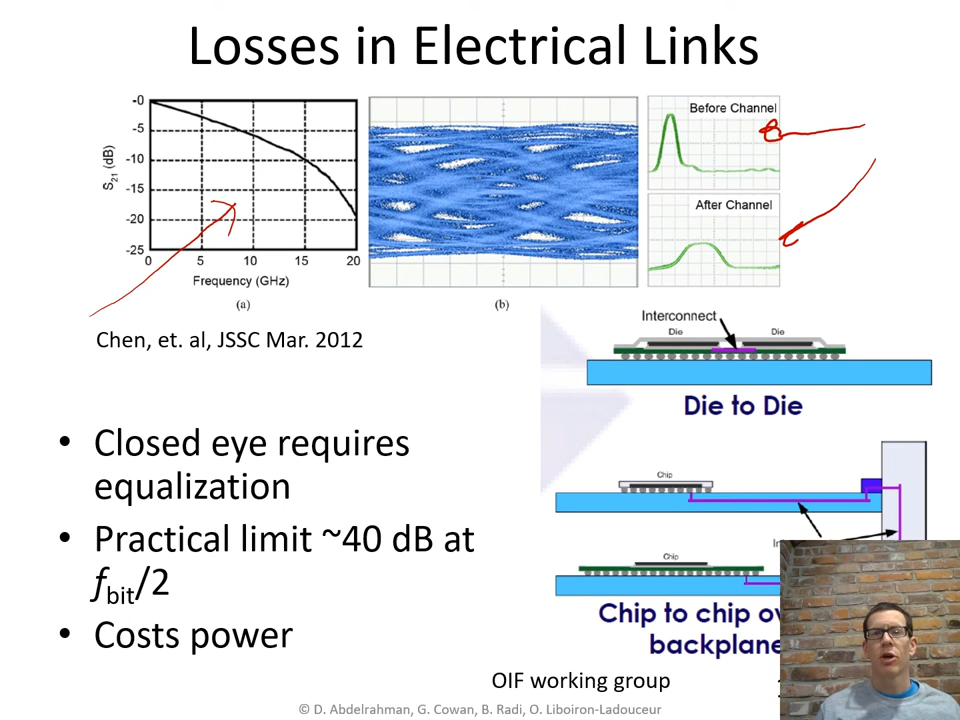 Losses in Electrical Links
-0
-5
-10
-15
-20
-25
S21 (dB)
0 5 10 15 20
Frequency (GHz)
(a)
(b)
Before Channel
After Channel
Chen, et. al, JSSC Mar. 2012
Interconnect
Die
Die
Die to Die
• Closed eye requires
equalization
• Practical limit ~40 dB at
fbit/2
• Costs power
Chip
Chip
Chip to chip ov
backplane
OIF working group
© D. Abdelrahman, G. Cowan, B. Radi, O. Liboiron-Ladouceur